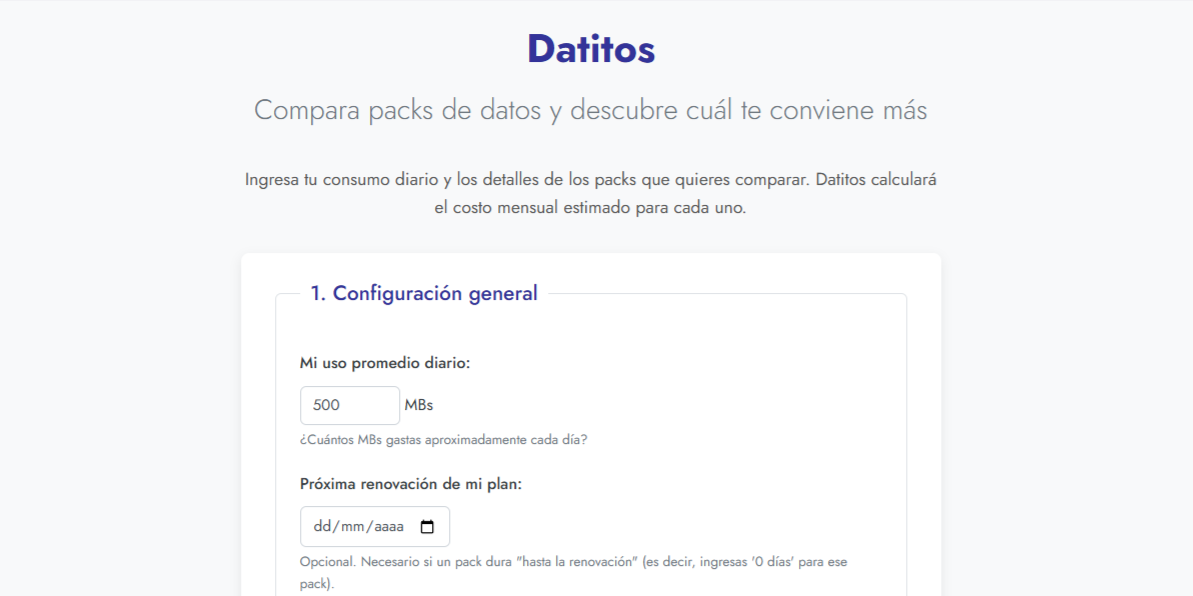 Datitos
Compara packs de datos y descubre cuál te conviene más
Ingresa tu consumo diario y los detalles de los packs que quieres comparar. Datitos calculará
el costo mensual estimado para cada uno.
1. Configuración general
Mi uso promedio diario:
500 MBs
¿Cuántos MBs gastas aproximadamente cada día?
Próxima renovación de mi plan:
dd/mm/aaaa
Opcional. Necesario si un pack dura "hasta la renovación" (es decir, ingresas '0 días' para ese
pack).